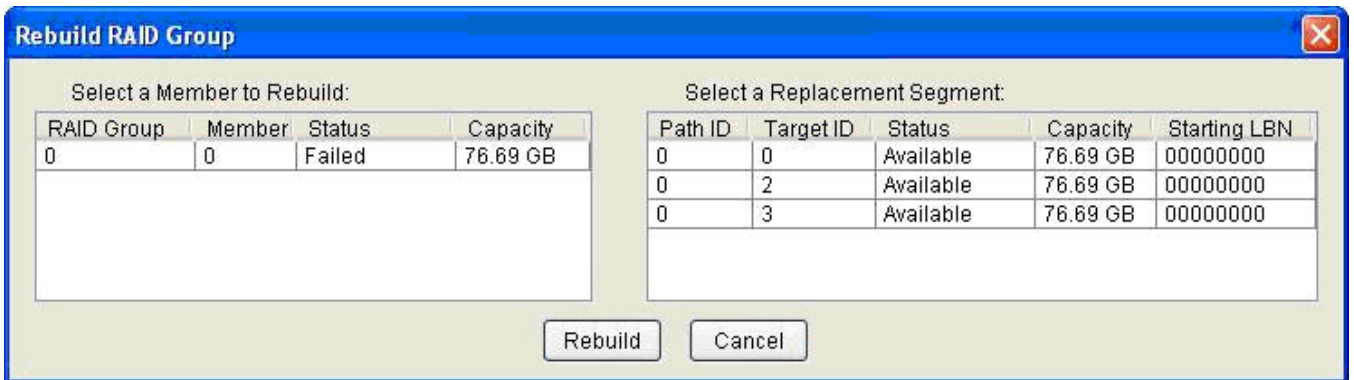 Rebuild RAID Group
Select a Member to Rebuild:
RAID Group Member Status Capacity
0 0 Failed 76.69 GB
Select a Replacement Segment:
Path ID Target ID Status Capacity Starting LBN
0 0 Available 76.69 GB 00000000
0 2 Available 76.69 GB 00000000
0 3 Available 76.69 GB 00000000
Rebuild Cancel